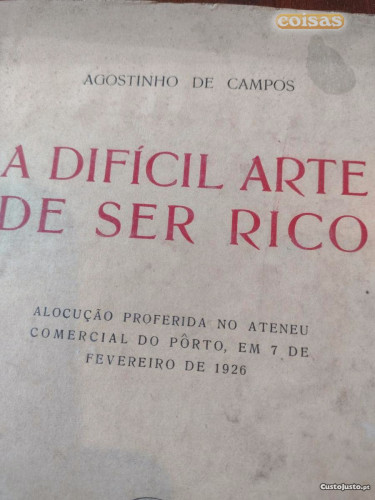 coisas
AGOSTINHO DE CAMPOS
A DIFÍCIL ARTE
DE SER RICO
ALOCUÇÃO PROFERIDA NO ATENEU
COMERCIAL DO PÔRTO, EM 7 DE
FEVEREIRO DE 1926
CustoJusto.pt